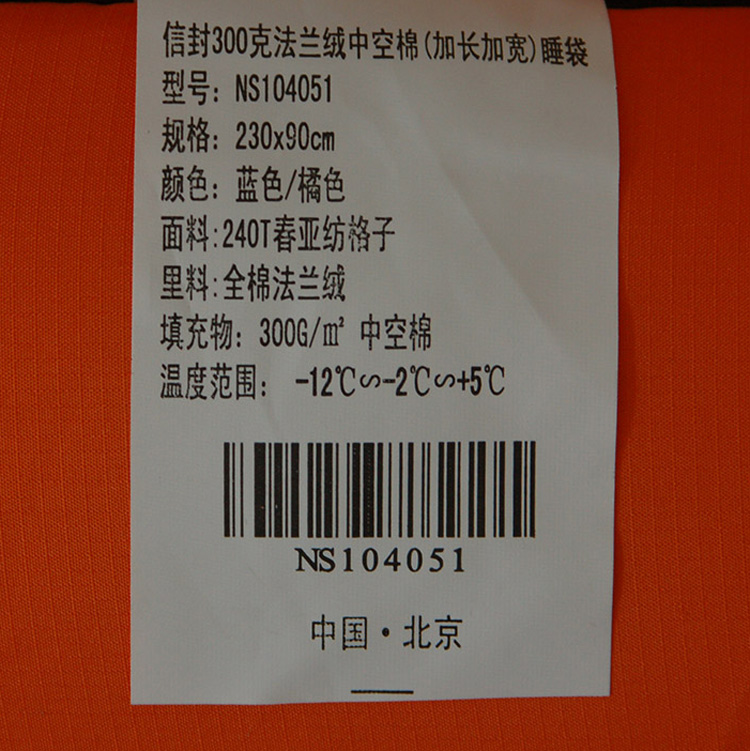 信封300克法兰绒中空棉(加长加宽)睡袋
型号：NS104051
规格：230x90cm
颜色：蓝色/橘色
面料:240T春亚纺格子
里料:全棉法兰绒
填充物：300G/㎡ 中空棉
温度范围： -12℃∽-2℃∽+5℃
NS104051
中国·北京